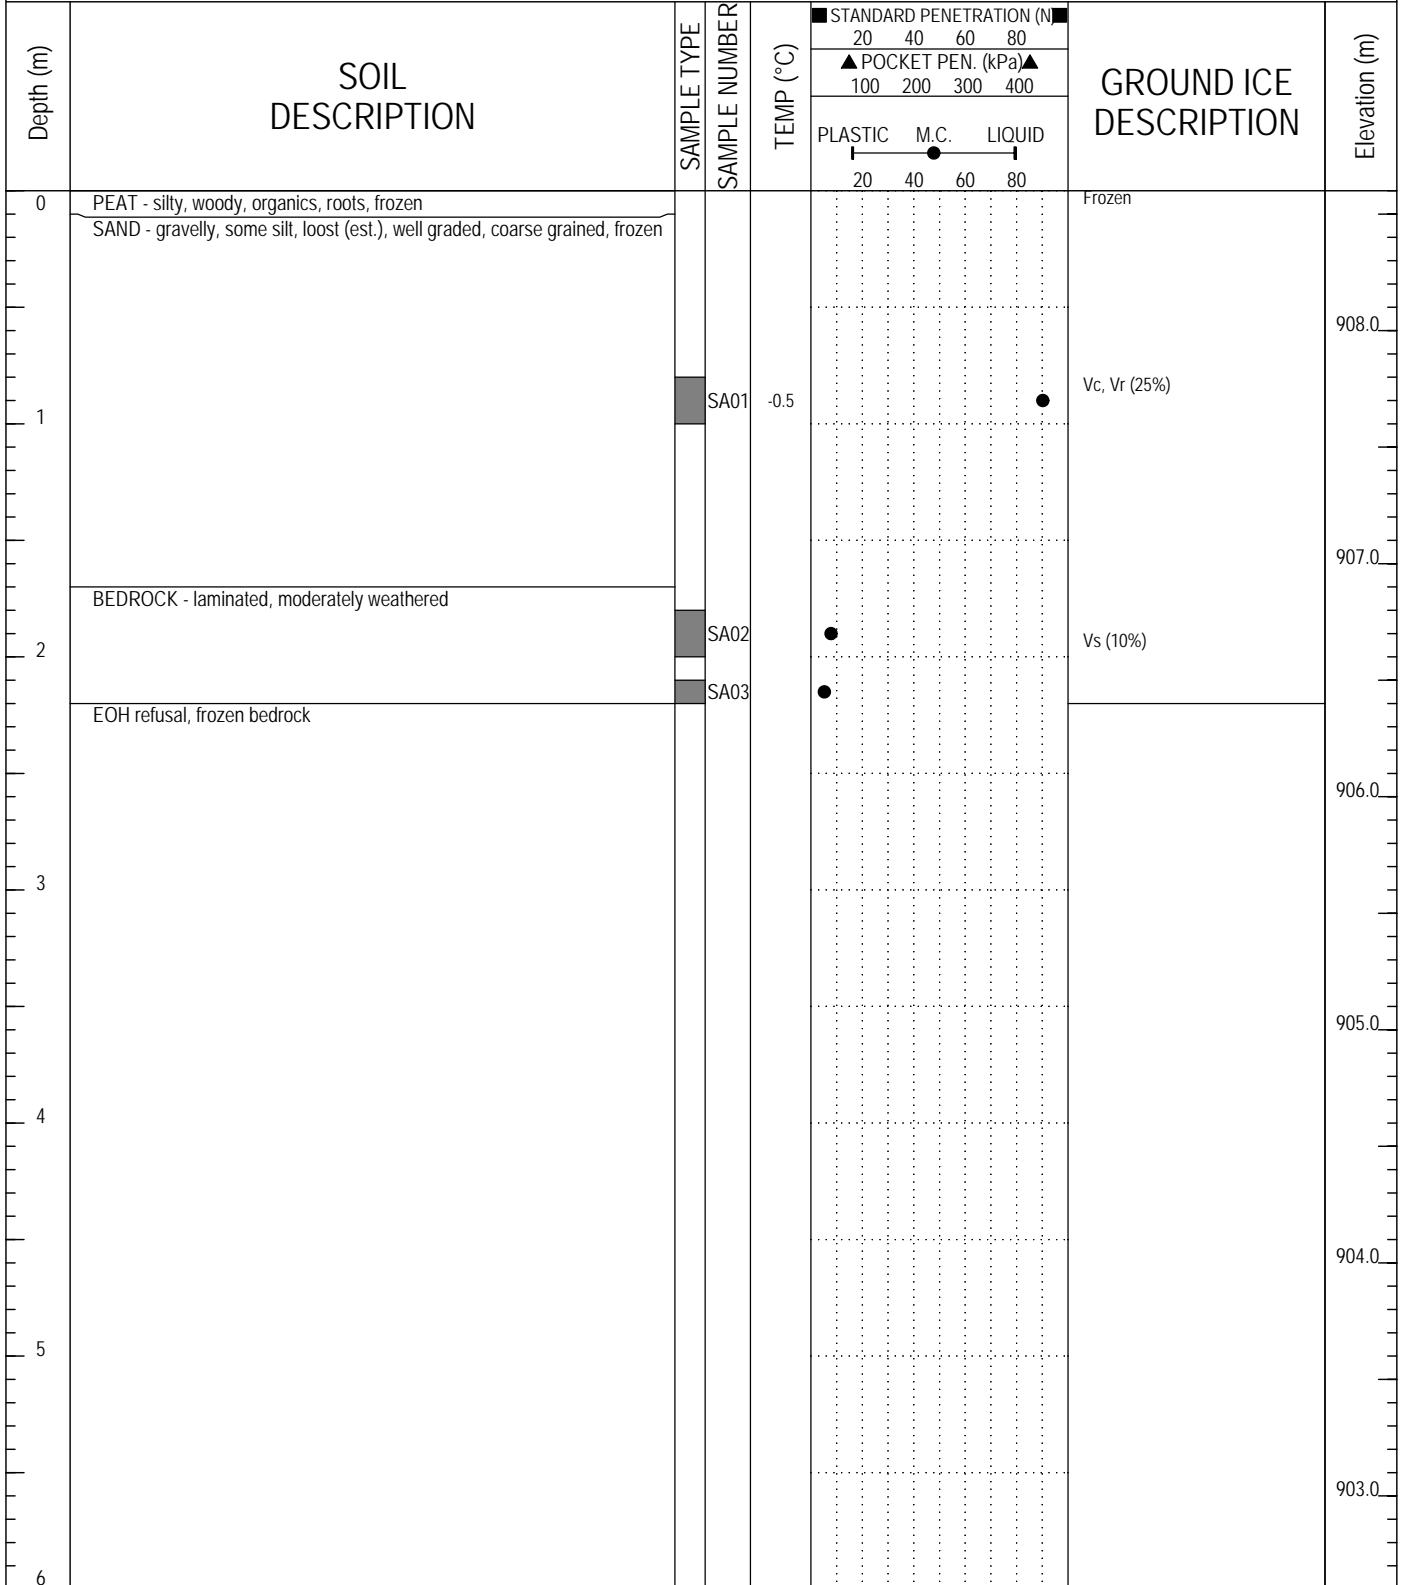 Depth (m)
SOIL
DESCRIPTION
SAMPLE TYPE
SAMPLE NUMBER
TEMP (°C)
STANDARD PENETRATION (N)
20 40 60 80
POCKET PEN. (kPa)
100 200 300 400
PLASTIC M.C. LIQUID
20 40 60 80
GROUND ICE
DESCRIPTION
Elevation (m)
0
PEAT - silty, woody, organics, roots, frozen
Frozen
SAND - gravelly, some silt, loost (est.), well graded, coarse grained, frozen
908.0
Vc, Vr (25%)
SA01
-0.5
1
907.0
BEDROCK - laminated, moderately weathered
SA02
Vs (10%)
2
SA03
EOH refusal, frozen bedrock
906.0
3
905.0
4
904.0
5
903.0
6